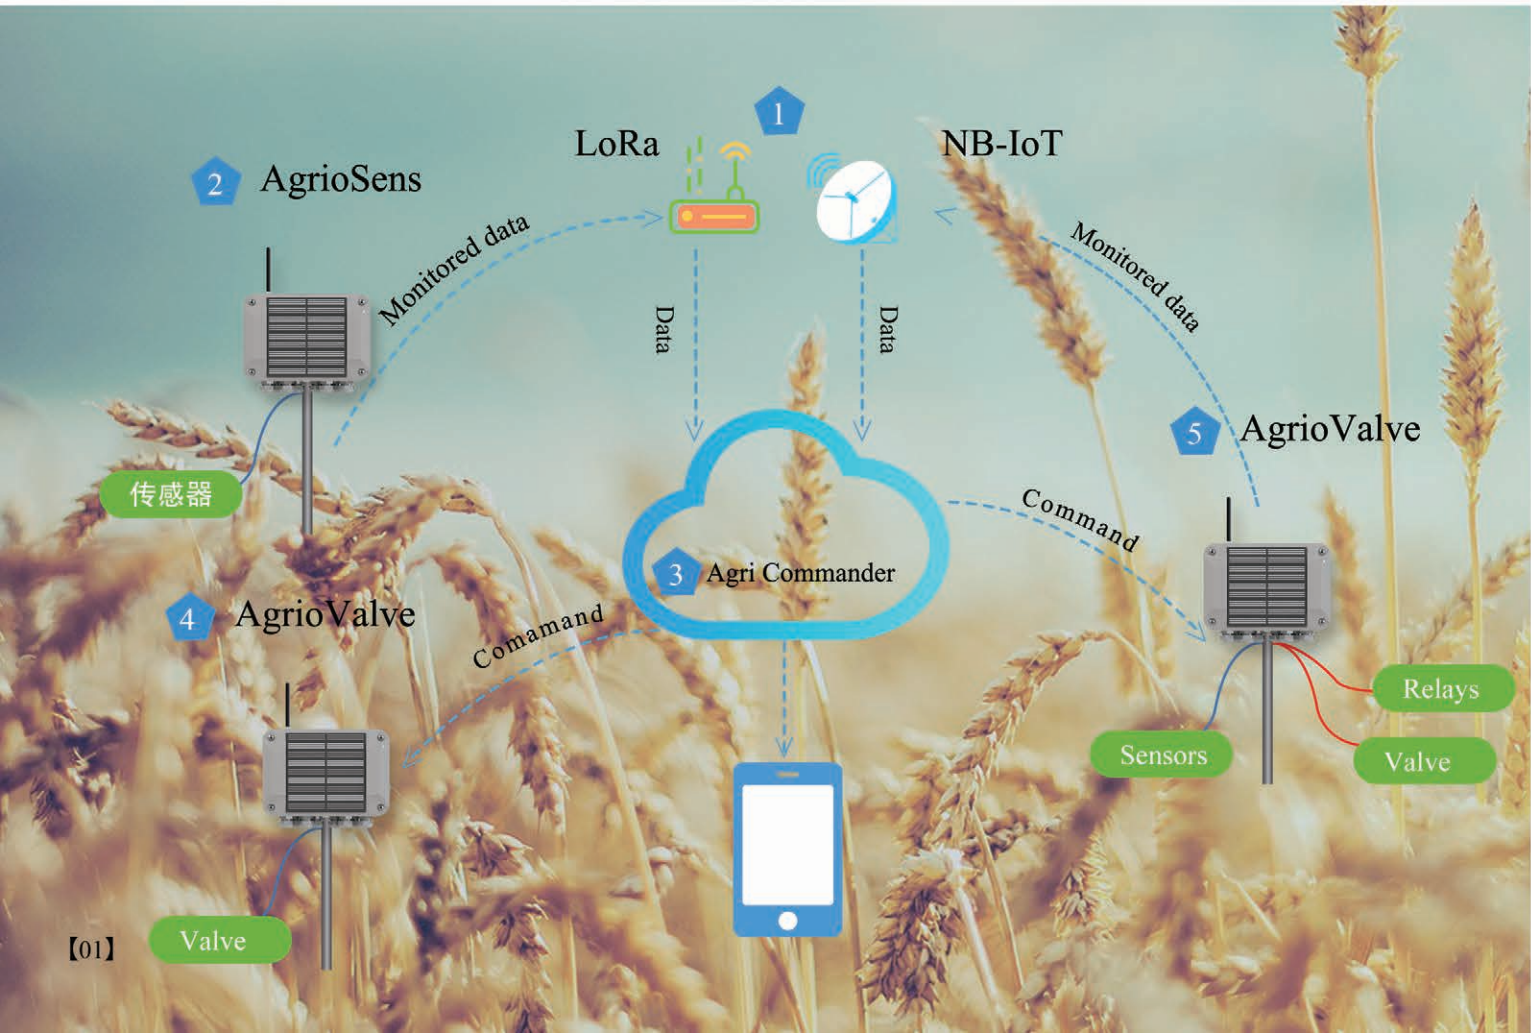 1
LoRa
NB-IoT
2
AgrioSens
Monitored data
Monitored data
Data
Data
5
AgrioValve
传感器
Command
3
Agri Commander
4
AgrioValve
Comamand
Relays
Sensors
Valve
Valve
【01】